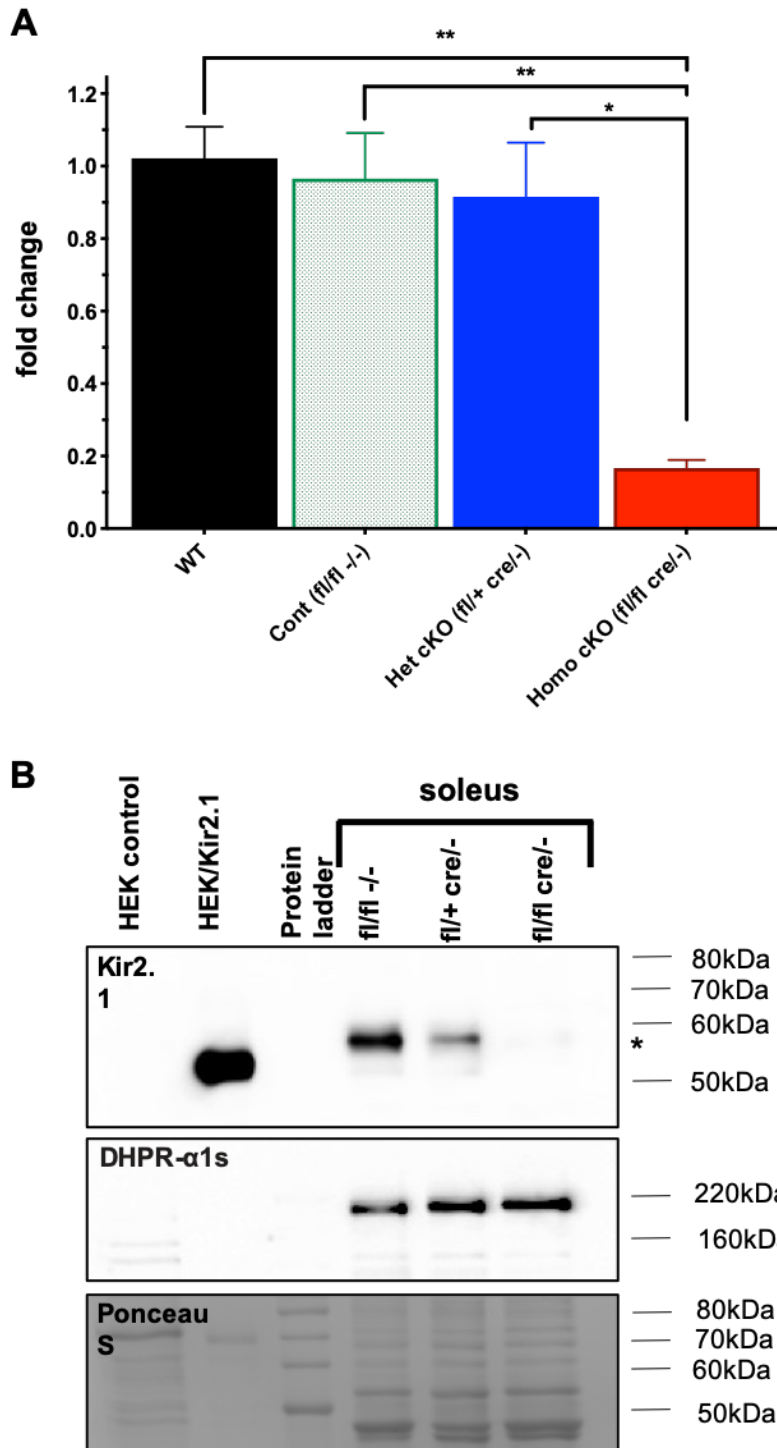 A
**
**
*
1.2
1.0
0.8
0.6
0.4
0.2
0.0
fold change
WT
Cont (fl/fl -/-)
Het cKO (fl/+ cre/-)
Homo cKO (fl/fl cre/-)
B
HEK control
HEK/Kir2.1
Protein
ladder
soleus
fl/fl -/-
fl/+ cre/-
fl/fl cre/-
Kir2.
1
80kDa
70kDa
60kDa
*
50kDa
DHPR-α1s
220kDa
160kD
Ponceau
S
80kDa
70kDa
60kDa
50kDa